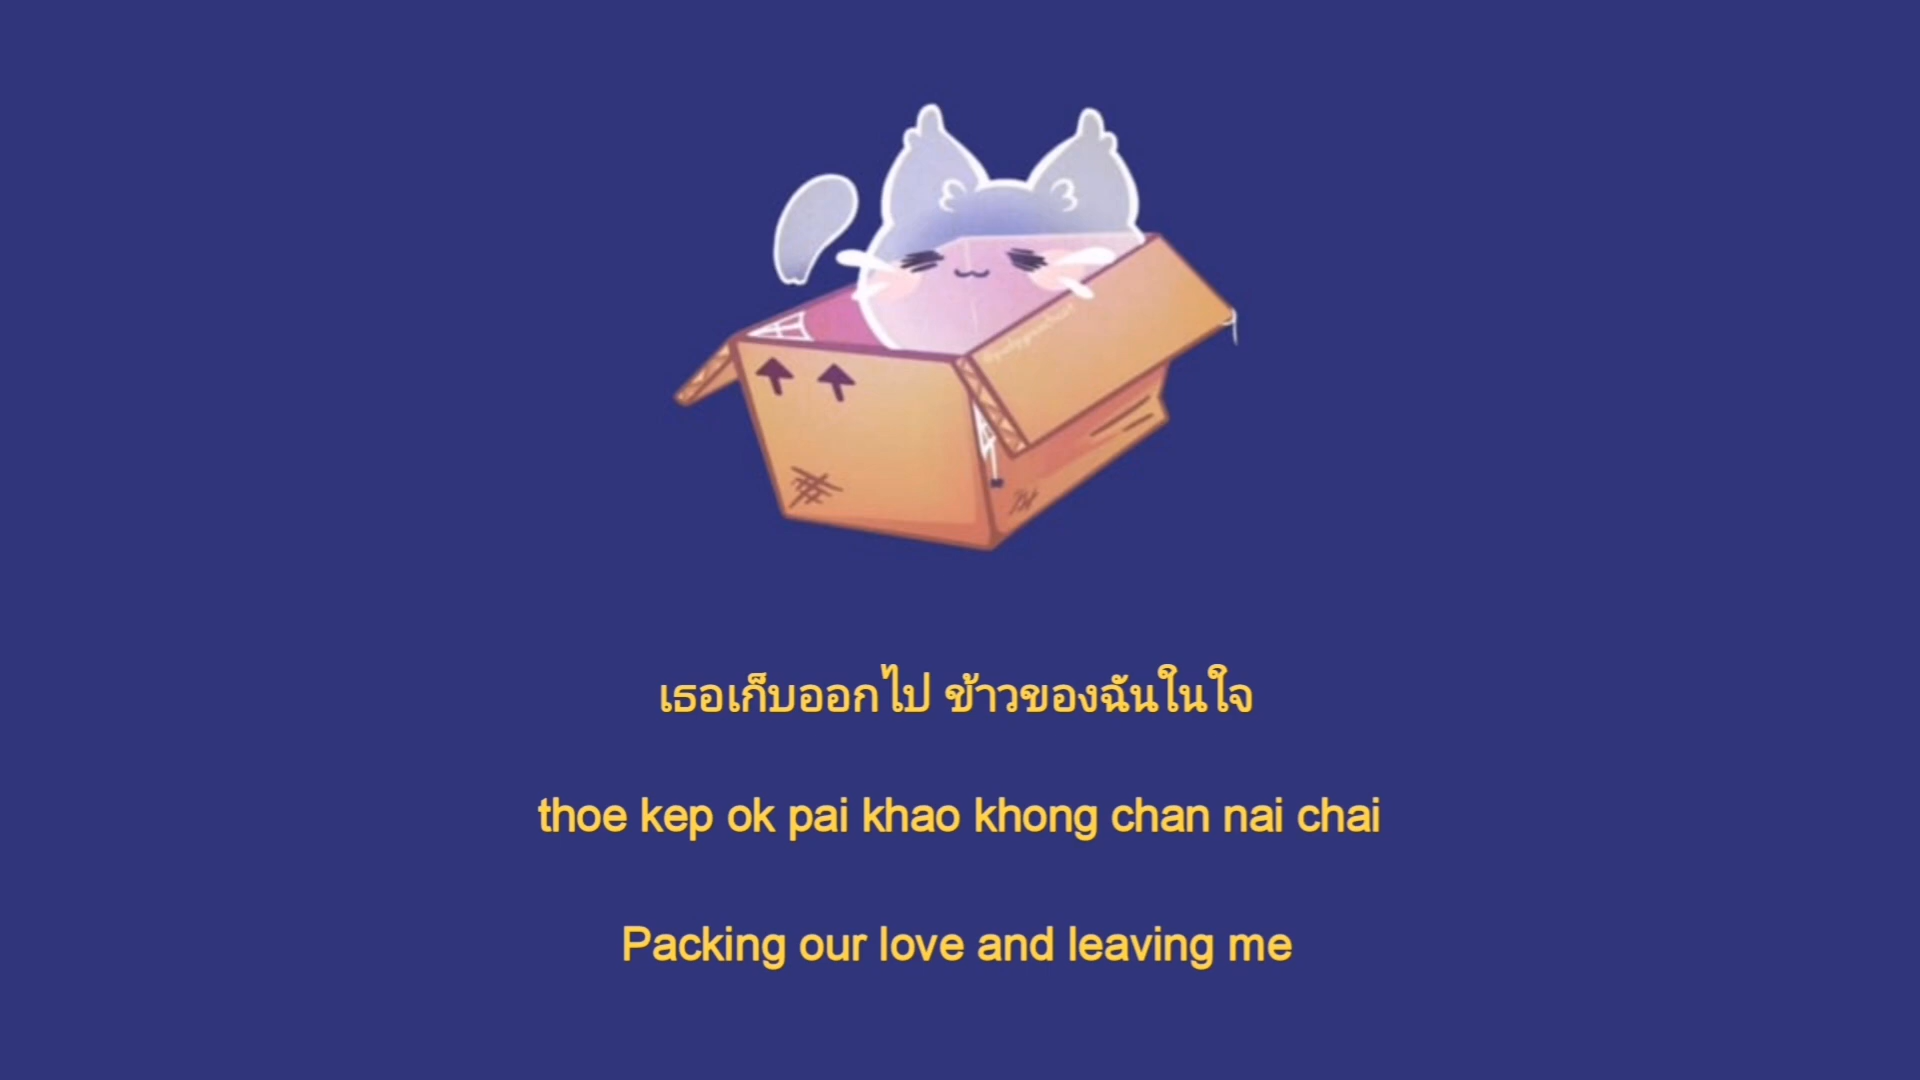 เธอเก็บออกไป ข้าวของฉันในใจ
thoe kep ok pai khao khong chan nai chai
Packing our love and leaving me